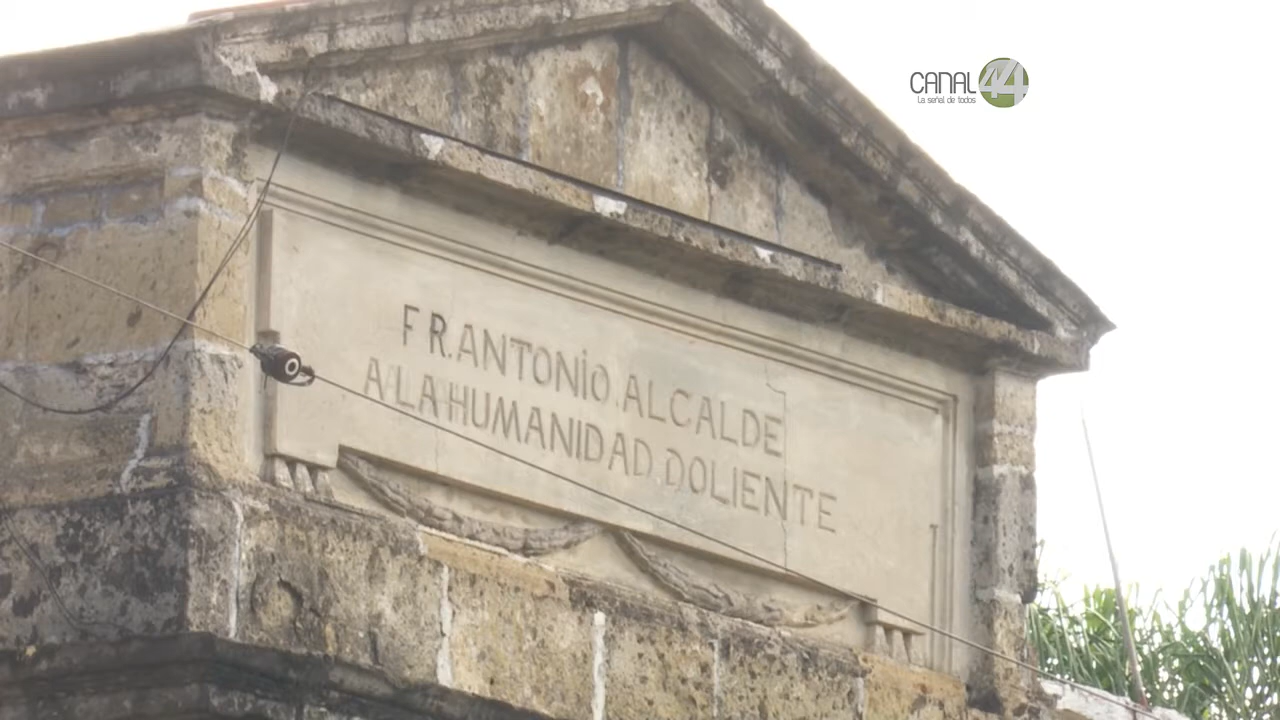 CANAL 44
La señal de todos
FR. ANTONIO ALCALDE
A LA HUMANIDAD DOLIENTE